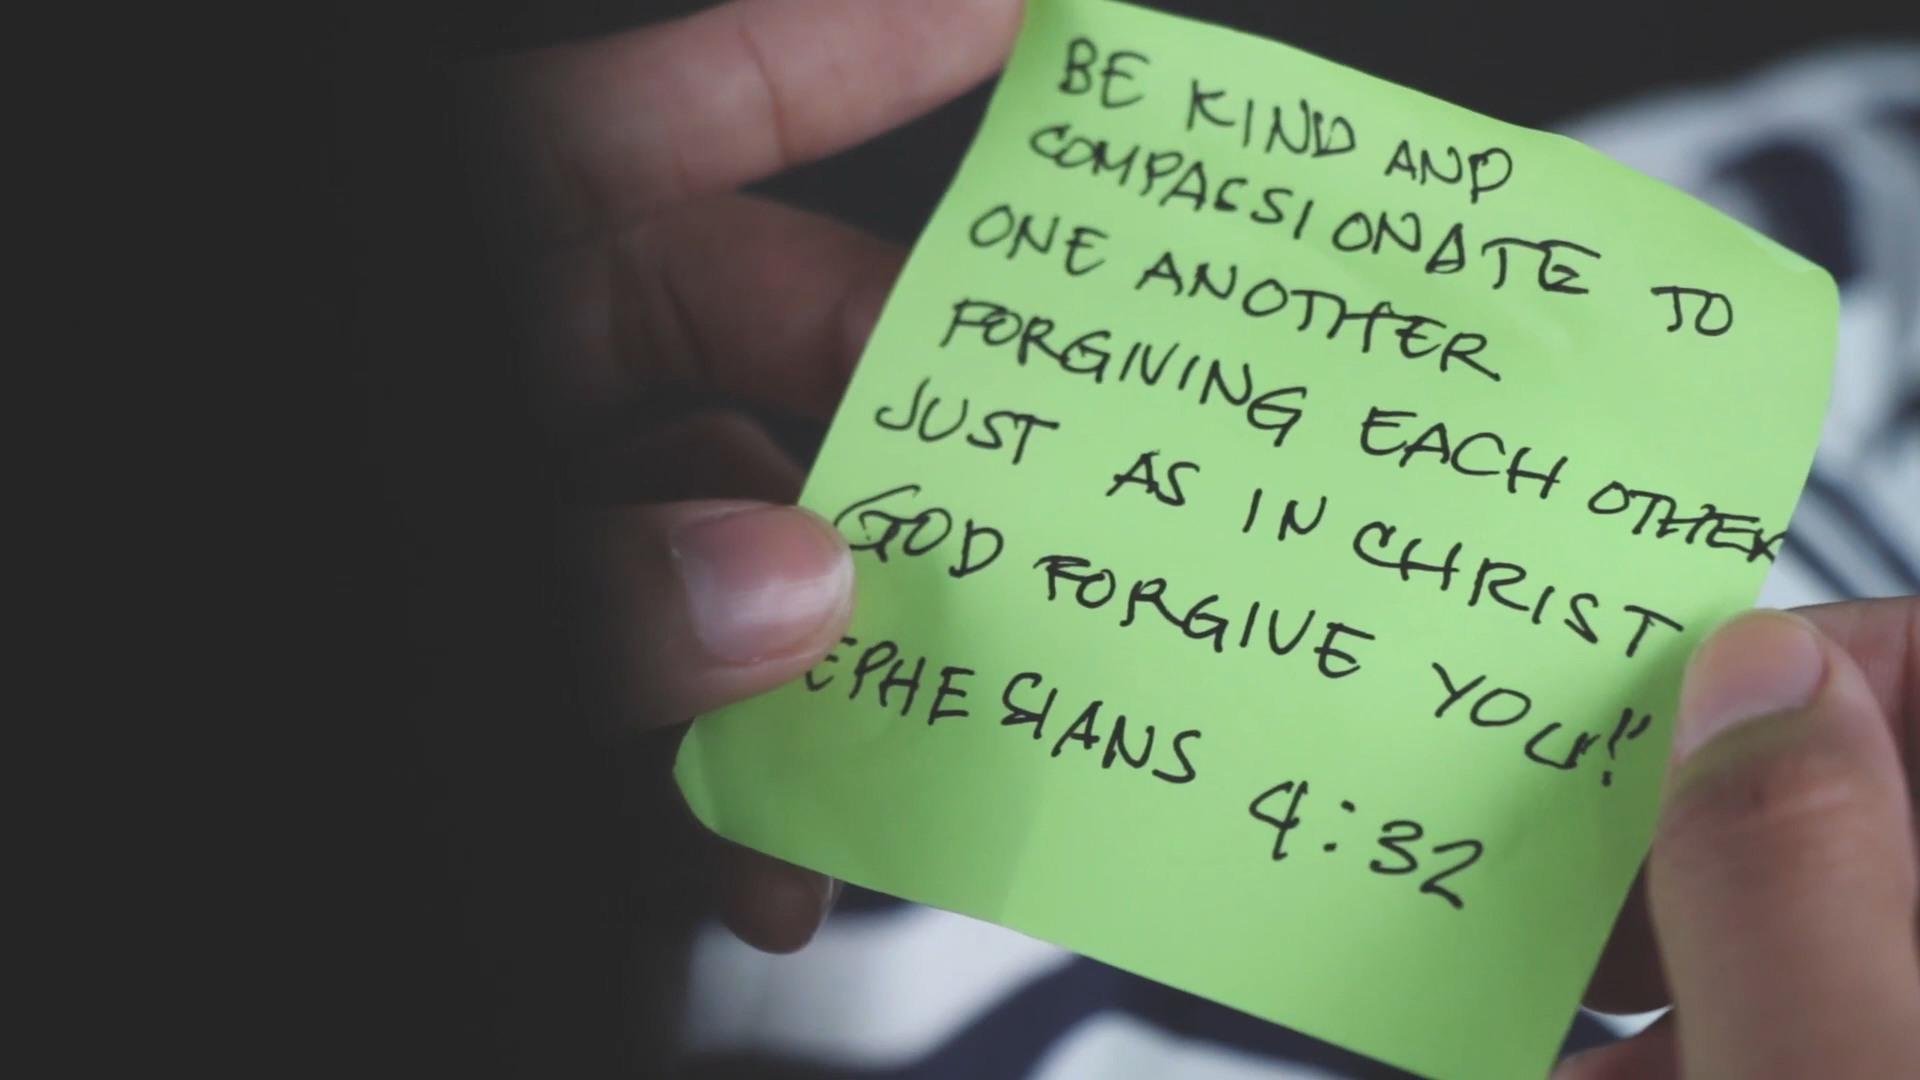 BE KIND AND
COMPASSIONATE TO
ONE ANOTHER
FORGIVING EACH OTHER
JUST AS IN CHRIST
GOD FORGIVE YOU!"
EPHESIANS 4:32